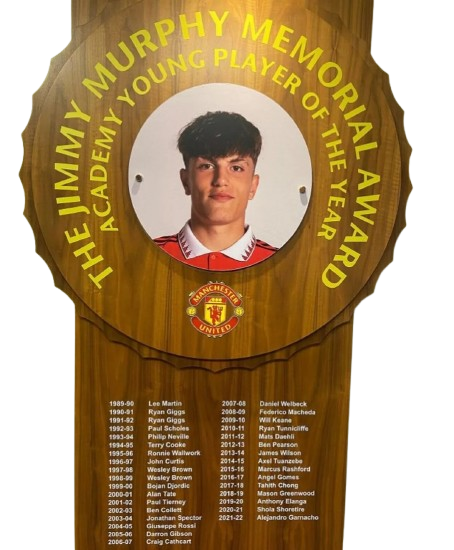 THE JIMMY MURPHY MEMORIAL AWARD
ACADEMY YOUNG PLAYER OF THE YEAR
MANCHESTER
UNITED
1989-90 Lee Martin
1990-91 Ryan Giggs
1991-92 Ryan Giggs
1992-93 Paul Scholes
1993-94 Philip Neville
1994-95 Terry Cooke
1995-96 Ronnie Wallwork
1996-97 John Curtis
1997-98 Wesley Brown
1998-99 Wesley Brown
1999-00 Bojan Djordic
2000-01 Alan Tate
2001-02 Paul Tierney
2002-03 Ben Collett
2003-04 Jonathan Spector
2004-05 Giuseppe Rossi
2005-06 Darron Gibson
2006-07 Craig Cathcart
2007-08 Daniel Welbeck
2008-09 Federico Macheda
2009-10 Will Keane
2010-11 Ryan Tunnicliffe
2011-12 Mats Daehli
2012-13 Ben Pearson
2013-14 James Wilson
2014-15 Axel Tuanzebe
2015-16 Marcus Rashford
2016-17 Angel Gomes
2017-18 Tahith Chong
2018-19 Mason Greenwood
2019-20 Anthony Elanga
2020-21 Shola Shoretire
2021-22 Alejandro Garnacho